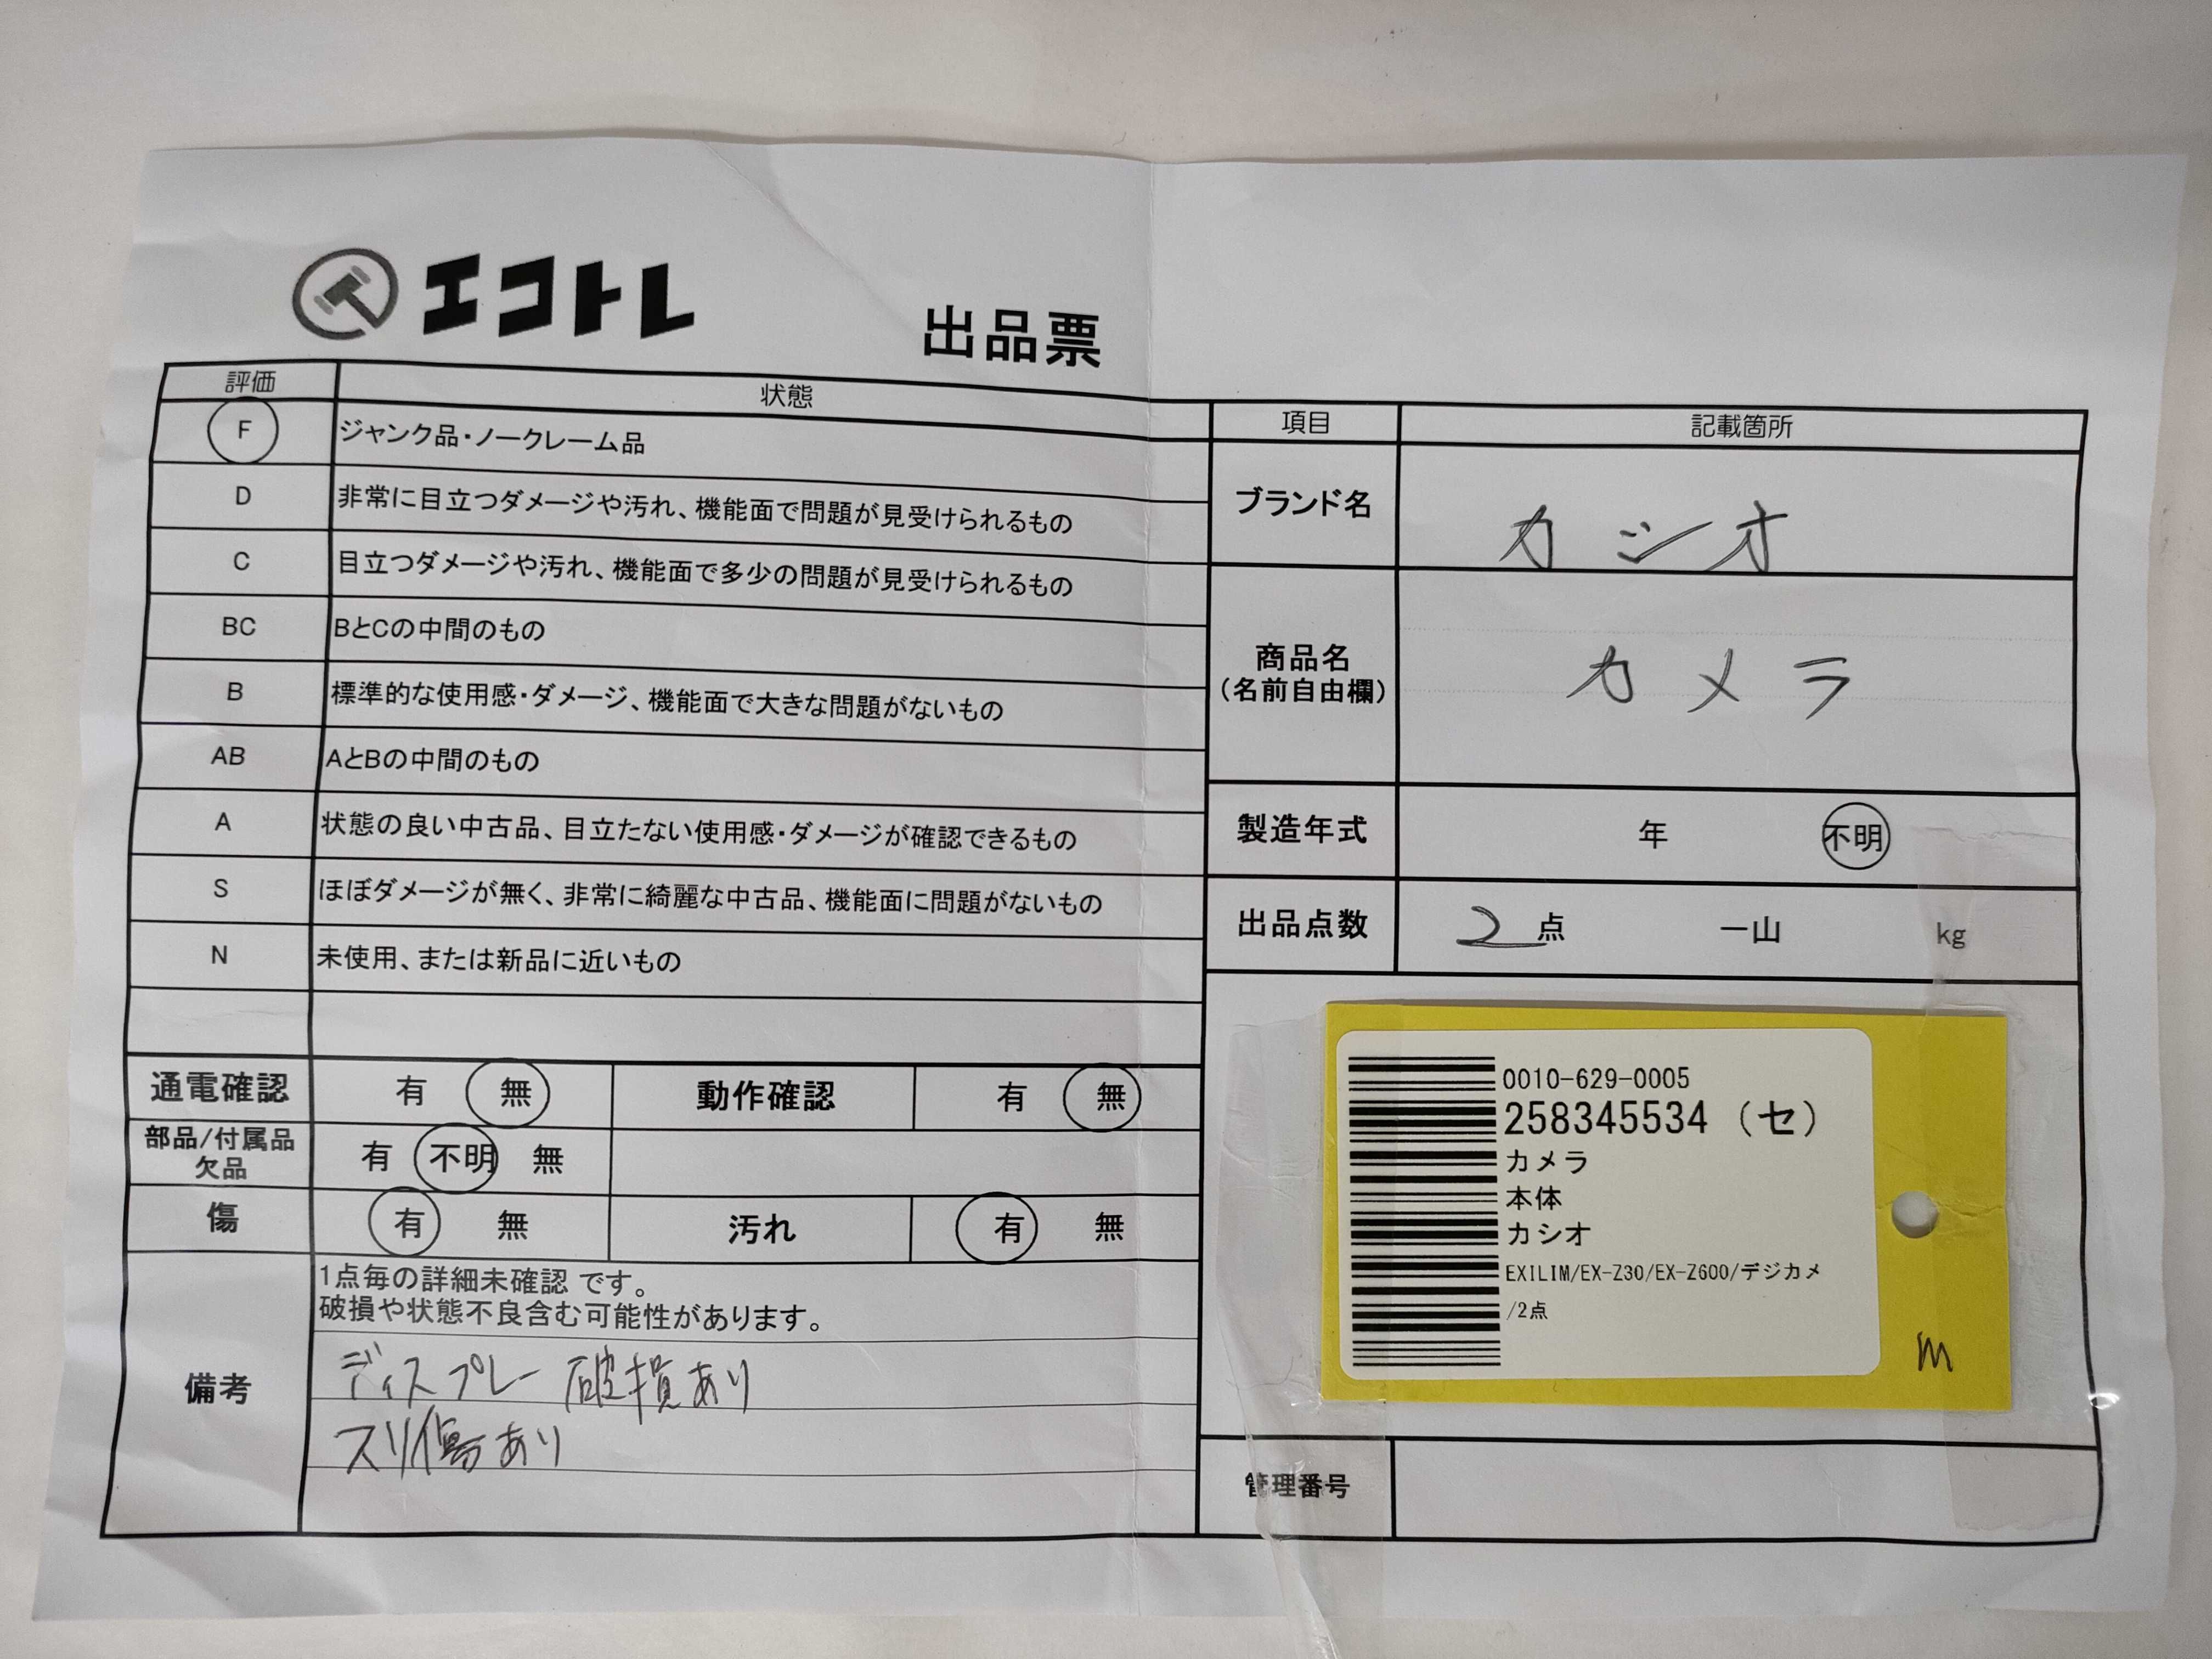 エコトレ
出品票
評価 状態
F ジャンク品・ノークレーム品
D 非常に目立つダメージや汚れ、機能面で問題が見受けられるもの
C 目立つダメージや汚れ、機能面で多少の問題が見受けられるもの
BC BとCの中間のもの
B 標準的な使用感・ダメージ、機能面で大きな問題がないもの
AB AとBの中間のもの
A 状態の良い中古品、目立たない使用感・ダメージが確認できるもの
S ほぼダメージが無く、非常に綺麗な中古品、機能面に問題がないもの
N 未使用、または新品に近いもの
通電確認 有 無 動作確認 有 無
部品/付属品
欠品 有 不明 無
傷 有 無 汚れ 有 無
備考
1点毎の詳細未確認 です。
破損や状態不良含む可能性があります。
ディスプレー破損あり
スリ傷あり
項目 記載箇所
ブランド名 カシオ
商品名
(名前自由欄) カメラ
製造年式 年 不明
出品点数 2点 一山 kg
0010-629-0005
258345534 (セ)
カメラ
本体
カシオ
EXILIM/EX-Z30/EX-Z600/デジカメ
/2点
m
管理番号